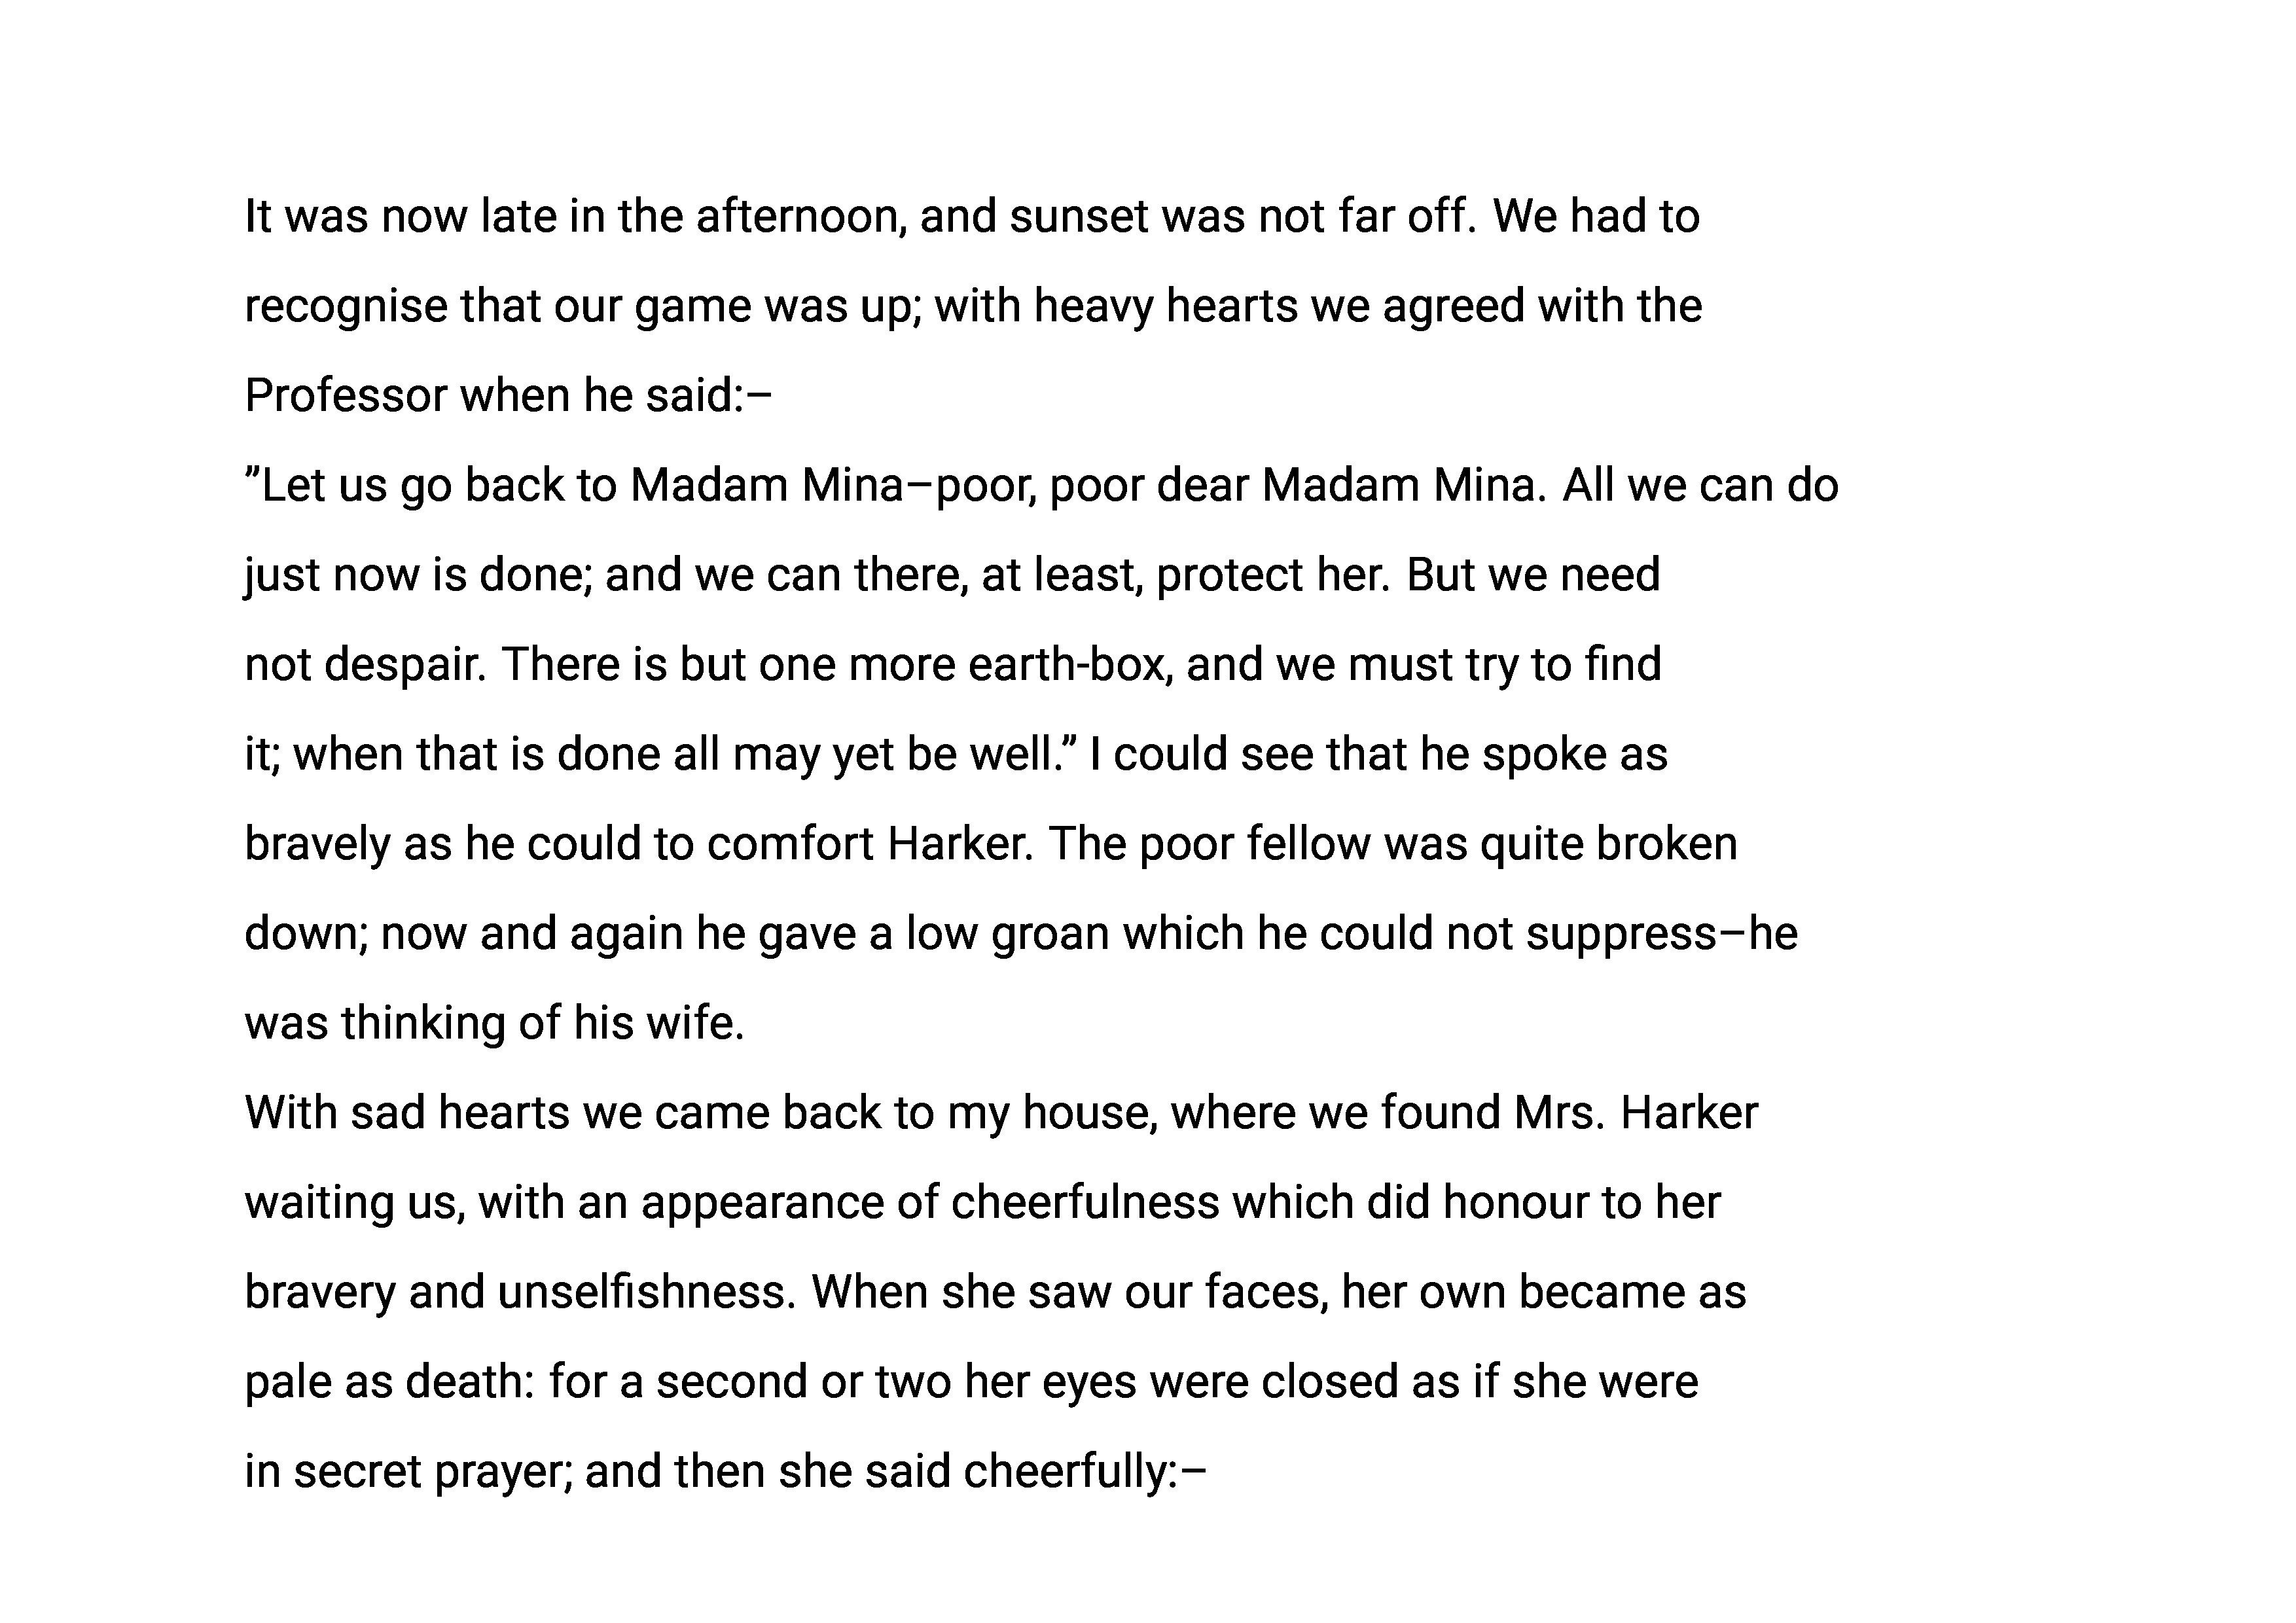 It was now late in the afternoon, and sunset was not far off. We had to
recognise that our game was up; with heavy hearts we agreed with the
Professor when he said:–
”Let us go back to Madam Mina–poor, poor dear Madam Mina. All we can do
just now is done; and we can there, at least, protect her. But we need
not despair. There is but one more earth-box, and we must try to find
it; when that is done all may yet be well.” I could see that he spoke as
bravely as he could to comfort Harker. The poor fellow was quite broken
down; now and again he gave a low groan which he could not suppress–he
was thinking of his wife.
With sad hearts we came back to my house, where we found Mrs. Harker
waiting us, with an appearance of cheerfulness which did honour to her
bravery and unselfishness. When she saw our faces, her own became as
pale as death: for a second or two her eyes were closed as if she were
in secret prayer; and then she said cheerfully:–